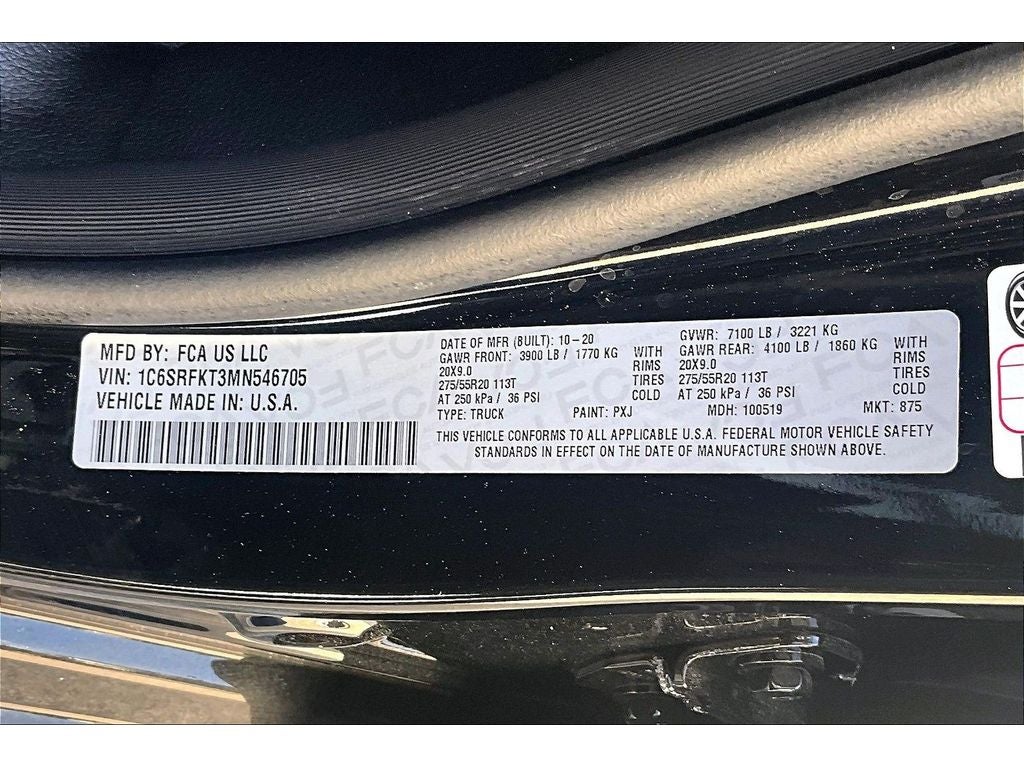 MFD BY: FCA US LLC
VIN: 1C6SRFKT3MN546705
VEHICLE MADE IN: U.S.A.
DATE OF MFR (BUILT): 10-20
GAWR FRONT: 3900 LB / 1770 KG WITH
20X9.0 RIMS
275/55R20 113T TIRES
AT 250 kPa / 36 PSI COLD
TYPE: TRUCK
GVWR: 7100 LB / 3221 KG
GAWR REAR: 4100 LB / 1860 KG WITH
20X9.0 RIMS
275/55R20 113T TIRES
AT 250 kPa / 36 PSI COLD
PAINT: PXJ MDH: 100519 MKT: 875
THIS VEHICLE CONFORMS TO ALL APPLICABLE U.S.A. FEDERAL MOTOR VEHICLE SAFETY
STANDARDS IN EFFECT ON THE DATE OF MANUFACTURE SHOWN ABOVE.